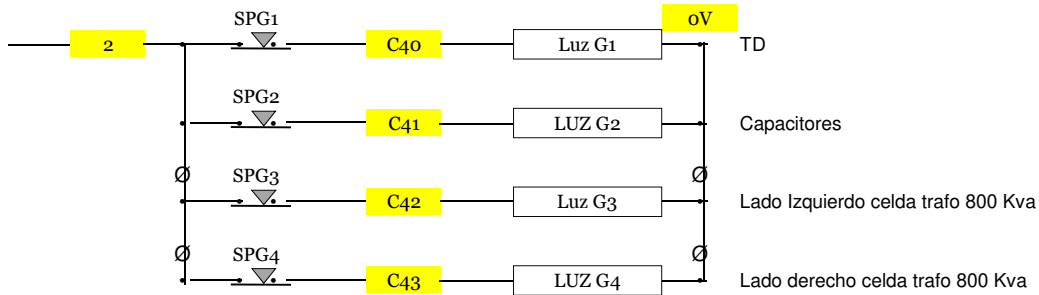 SPG1 0V
2 C40 Luz G1 TD
SPG2
C41 LUZ G2 Capacitores
Ø Ø
SPG3
C42 Luz G3 Lado Izquierdo celda trafo 800 Kva
Ø Ø
SPG4
C43 LUZ G4 Lado derecho celda trafo 800 Kva